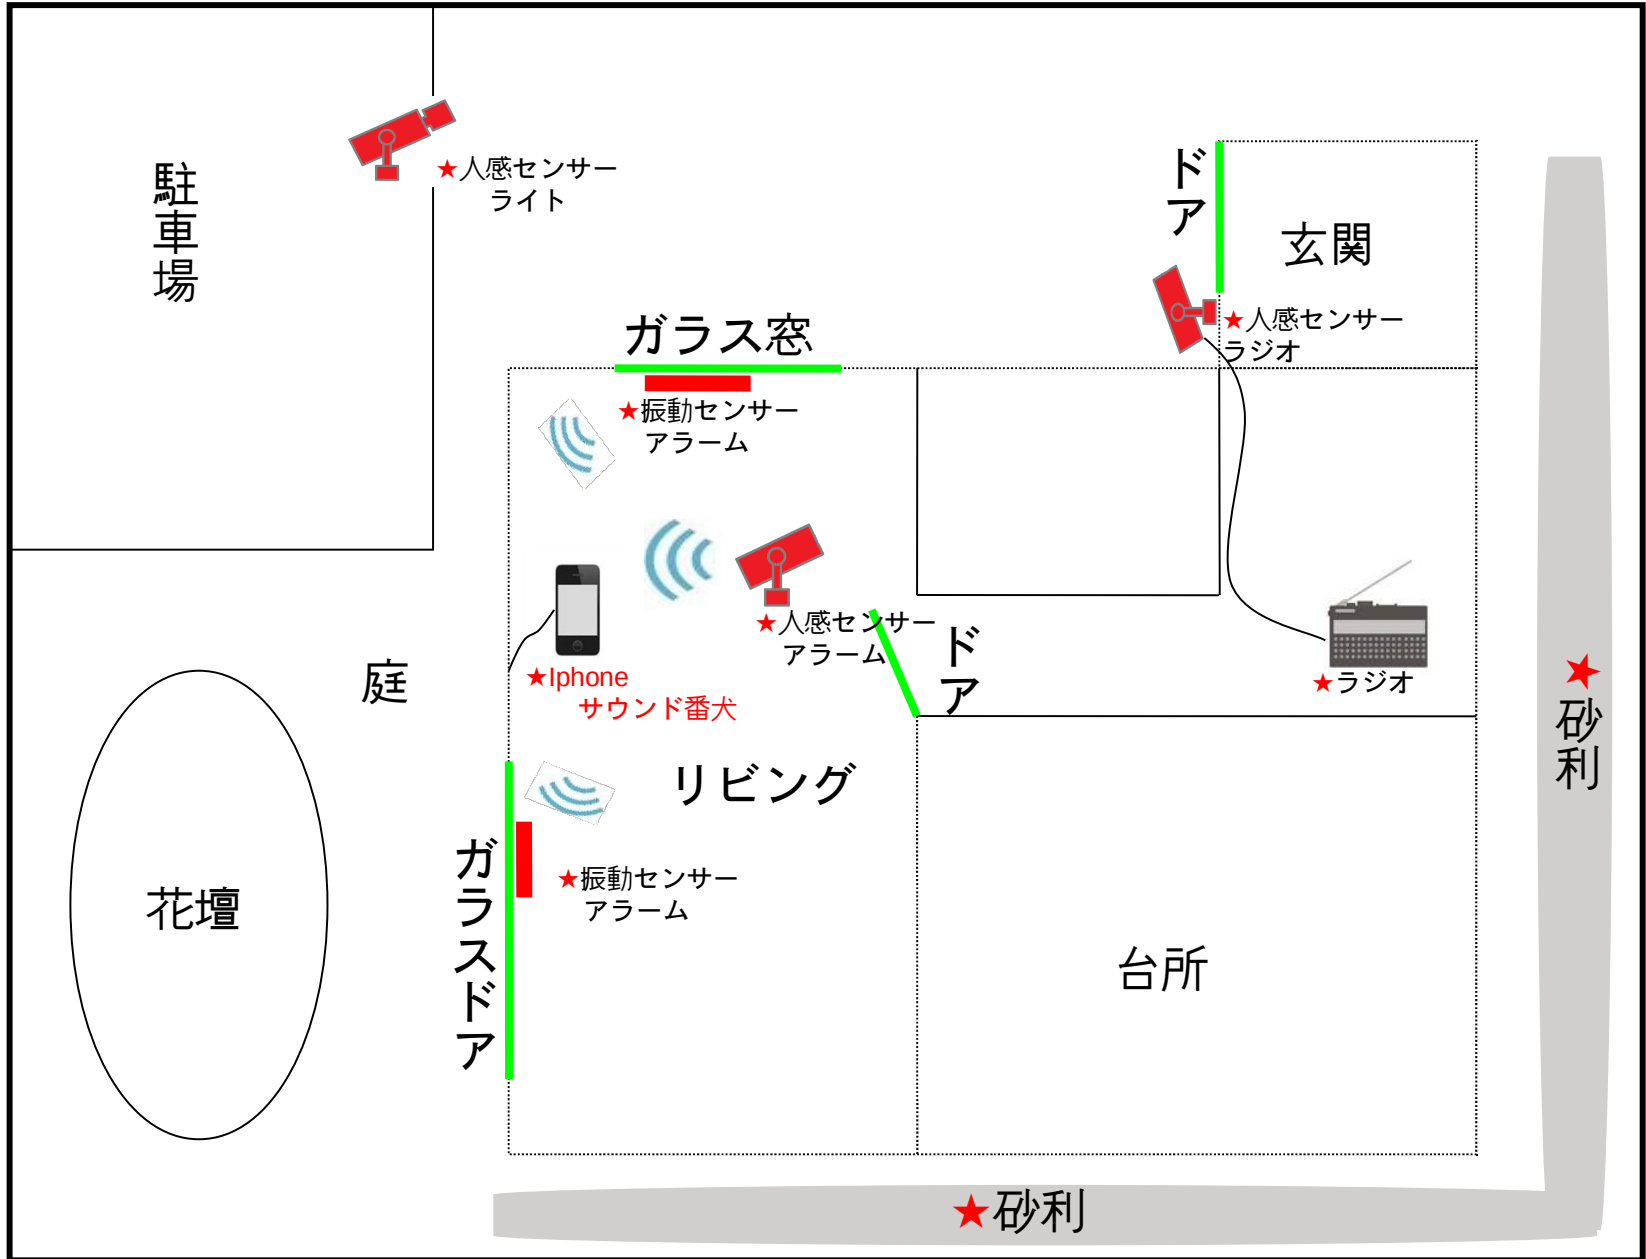 駐車場
★人感センサー
ライト
ドア
玄関
★人感センサー
ラジオ
ガラス窓
★振動センサー
アラーム
★人感センサー
アラーム
ドア
★Iphone
サウンド番犬
★ラジオ
庭
リビング
★砂利
ガラスドア
★振動センサー
アラーム
花壇
台所
★砂利